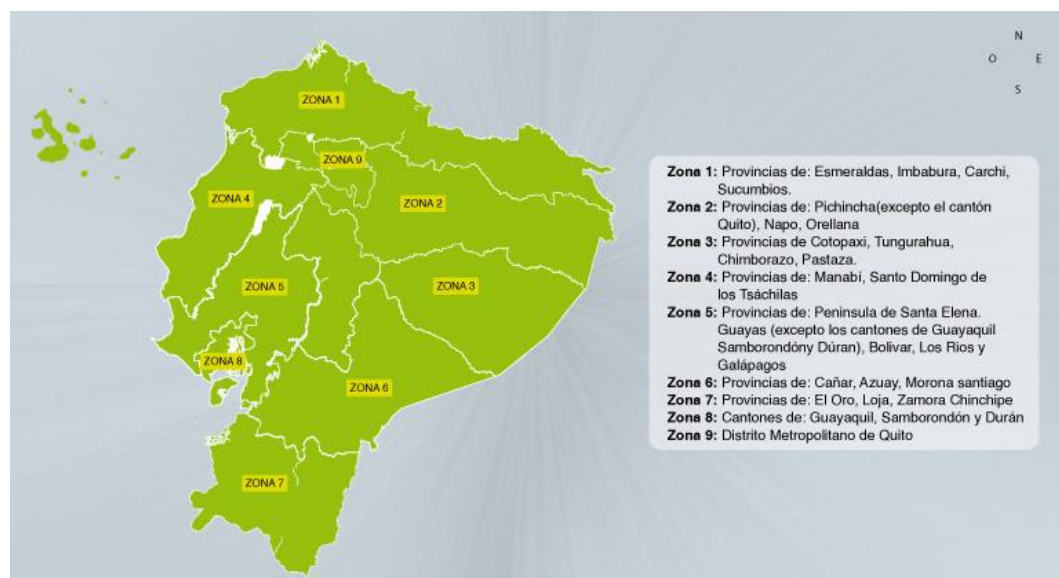 N
O E
S
ZONA 1
ZONA 9
ZONA 4
ZONA 2
ZONA 5
ZONA 3
ZONA 8
ZONA 6
ZONA 7
Zona 1: Provincias de: Esmeraldas, Imbabura, Carchi,
Sucumbios.
Zona 2: Provincias de: Pichincha(excepto el cantón
Quito), Napo, Orellana
Zona 3: Provincias de Cotopaxi, Tungurahua,
Chimborazo, Pastaza.
Zona 4: Provincias de: Manabí, Santo Domingo de
los Tsáchilas
Zona 5: Provincias de: Peninsula de Santa Elena.
Guayas (excepto los cantones de Guayaquil
Samborondóny Dúran), Bolivar, Los Rios y
Galápagos
Zona 6: Provincias de: Cañar, Azuay, Morona santiago
Zona 7: Provincias de: El Oro, Loja, Zamora Chinchipe
Zona 8: Cantones de: Guayaquil, Samborondón y Durán
Zona 9: Distrito Metropolitano de Quito